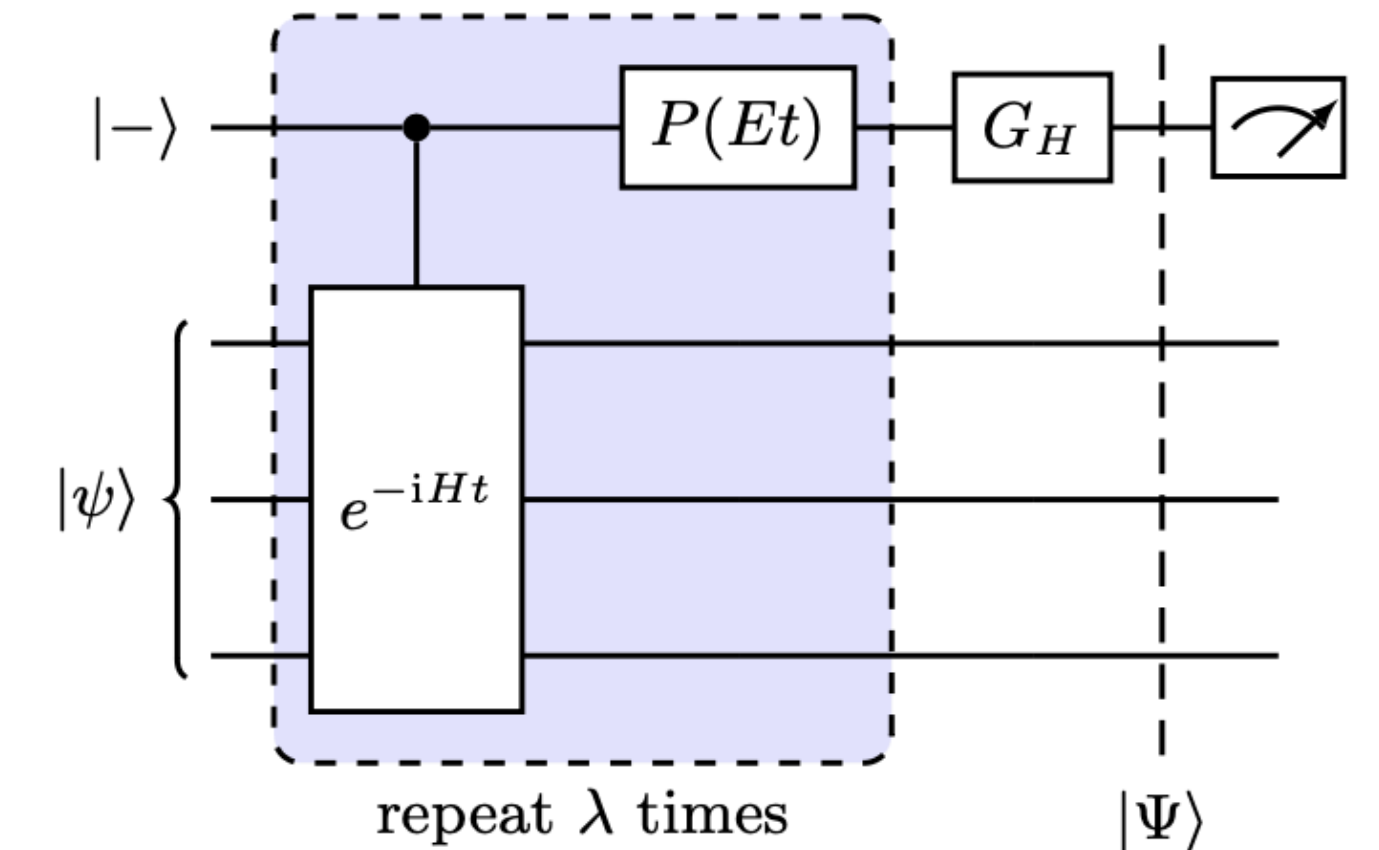 |−⟩
P(Et)
G_H
|ψ⟩
e^{−iHt}
repeat λ times
|Ψ⟩